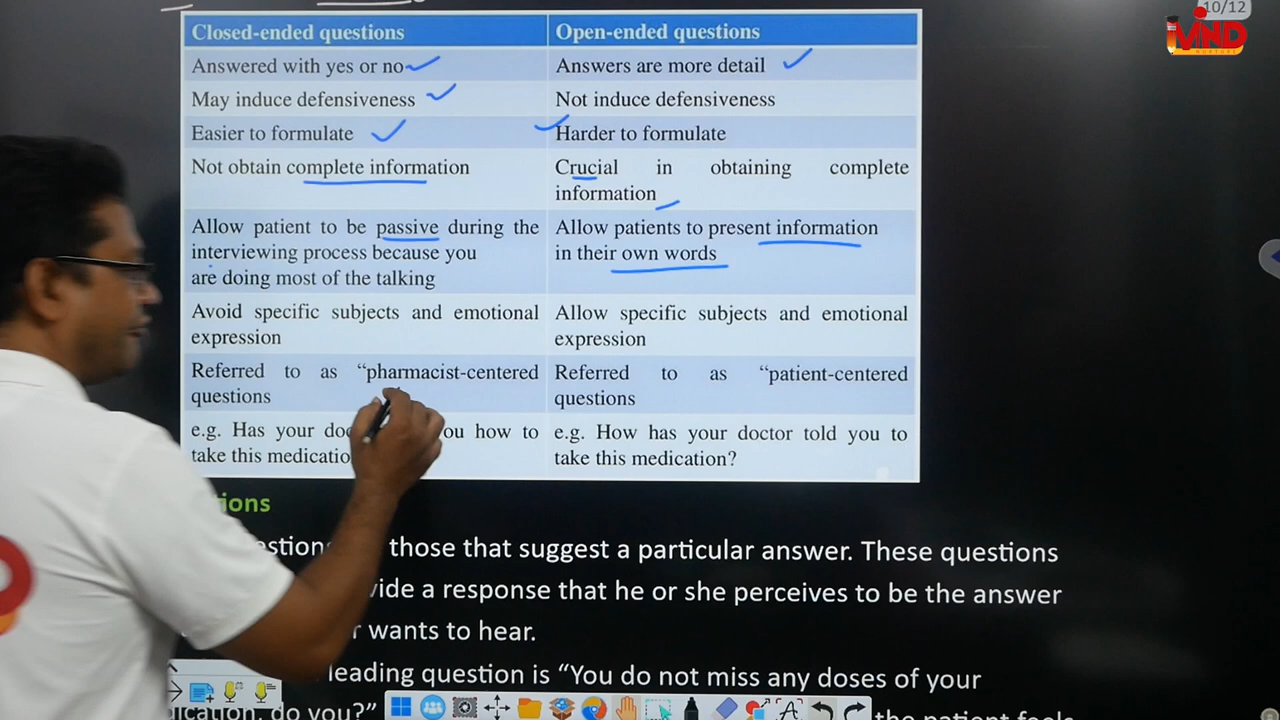 10/12
MIND
Closed-ended questions
Open-ended questions
Answered with yes or no
Answers are more detail
May induce defensiveness
Not induce defensiveness
Easier to formulate
Harder to formulate
Not obtain complete information
Crucial in obtaining complete
information
Allow patient to be passive during the
interviewing process because you
are doing most of the talking
Allow patients to present information
in their own words
Avoid specific subjects and emotional
expression
Allow specific subjects and emotional
expression
Referred to as “pharmacist-centered
questions
Referred to as “patient-centered
questions
e.g. Has your you how to
take this
e.g. How has your doctor told you to
take this medication?
those that suggest a particular answer. These questions
a response that he or she perceives to be the answer
wants to hear.
leading question is “You do not miss any doses of your
do you?” the patient feels